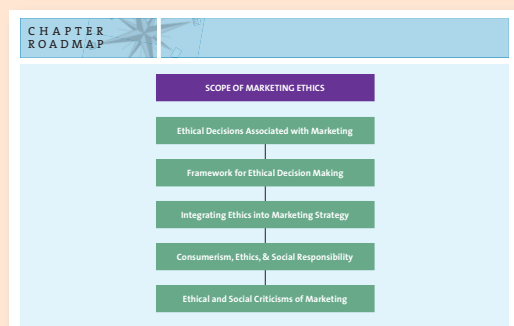 CHAPTER
ROADMAP
SCOPE OF MARKETING ETHICS
Ethical Decisions Associated with Marketing
Framework for Ethical Decision Making
Integrating Ethics into Marketing Strategy
Consumerism, Ethics, & Social Responsibility
Ethical and Social Criticisms of Marketing